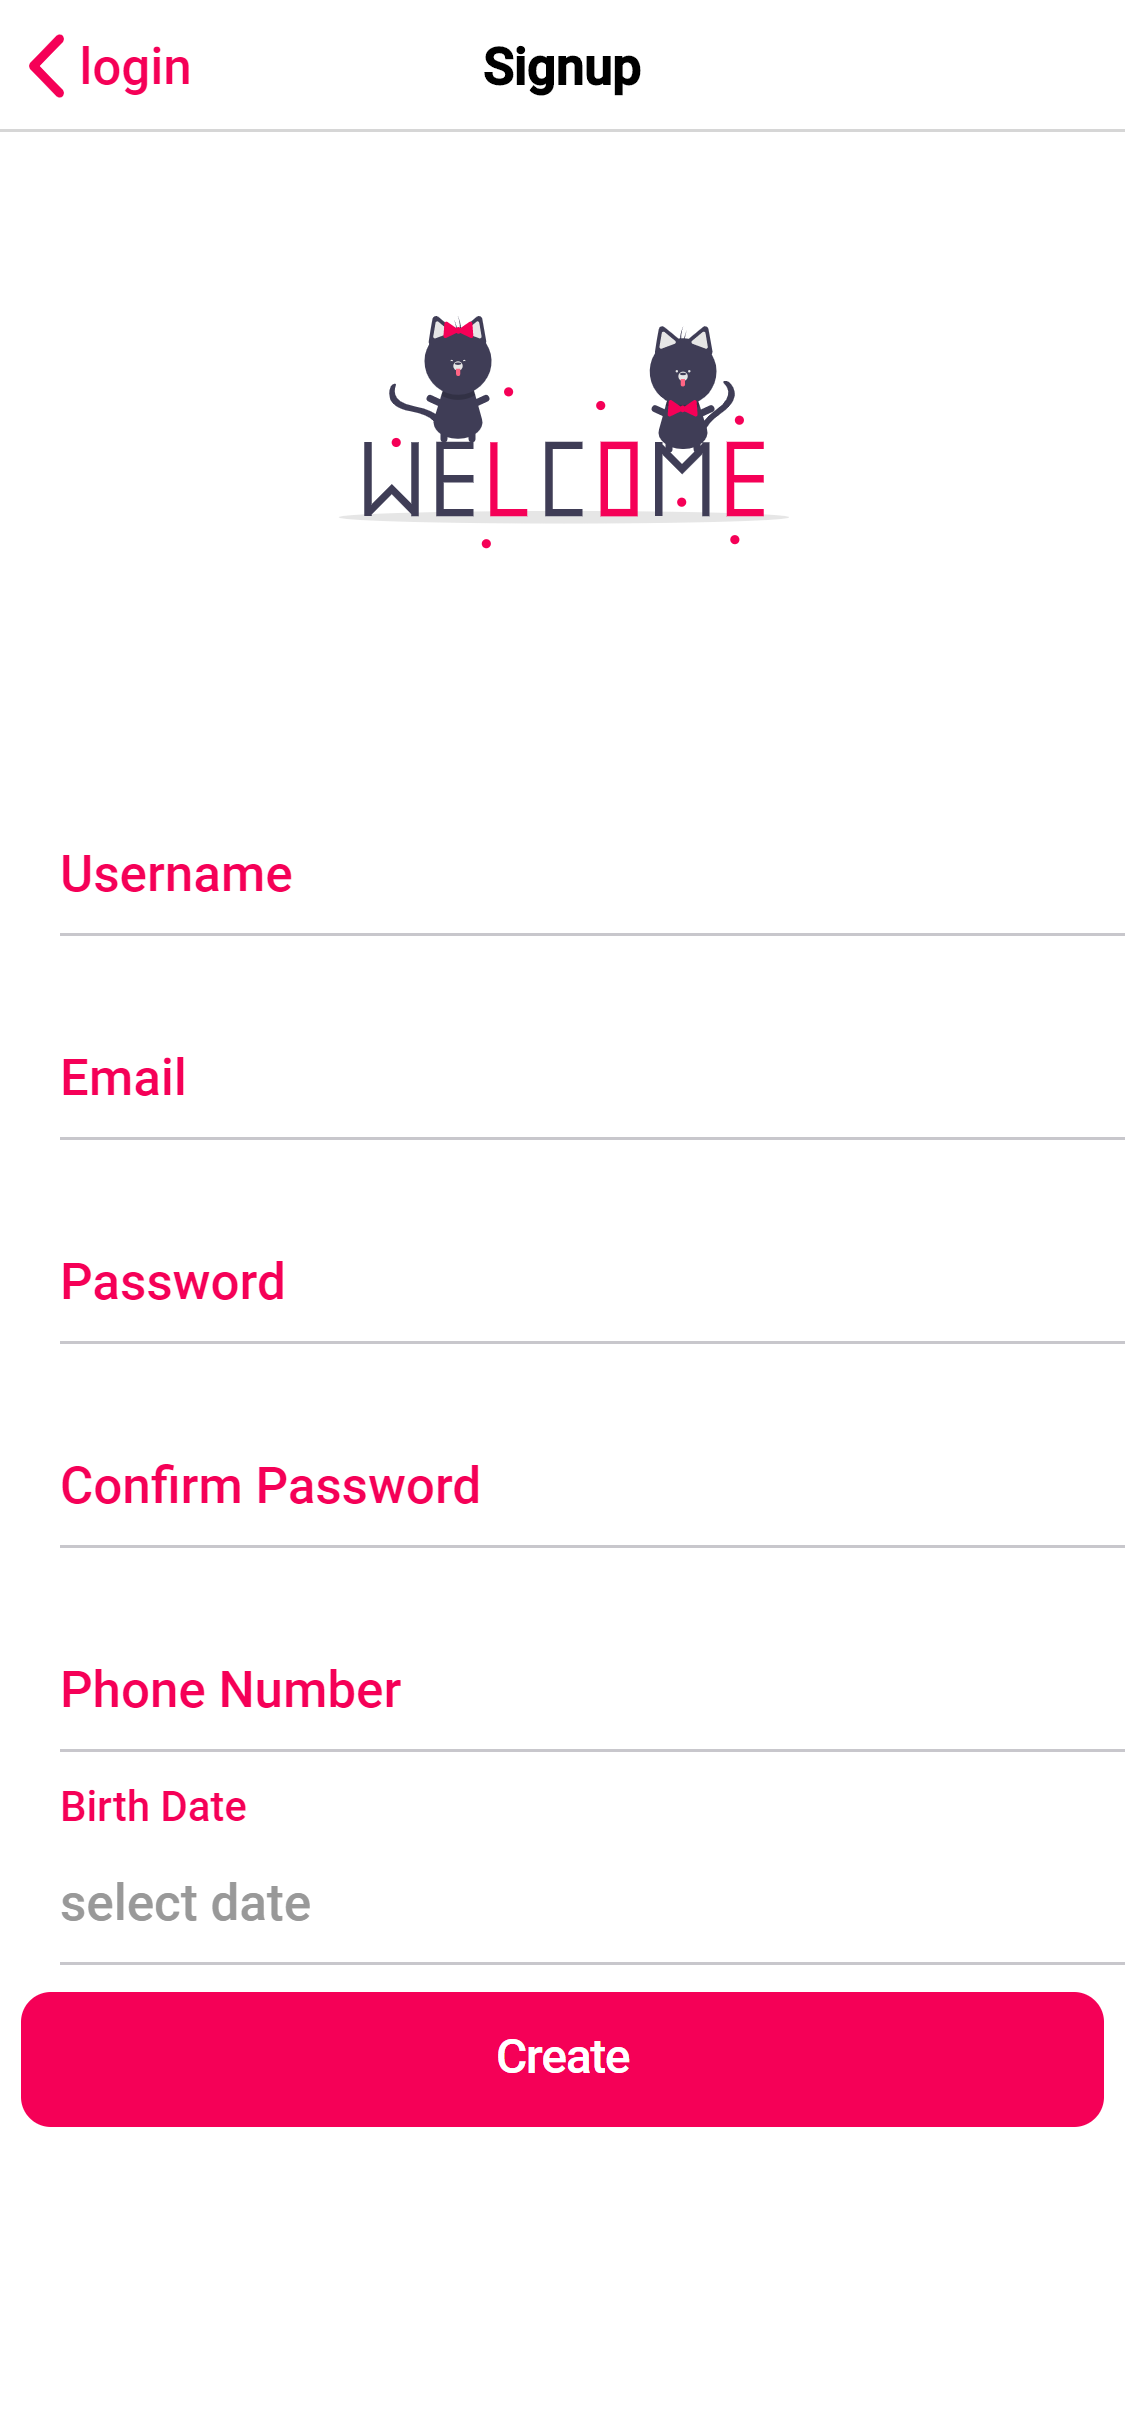 login
Signup
WELCOME
Username
Email
Password
Confirm Password
Phone Number
Birth Date
select date
Create